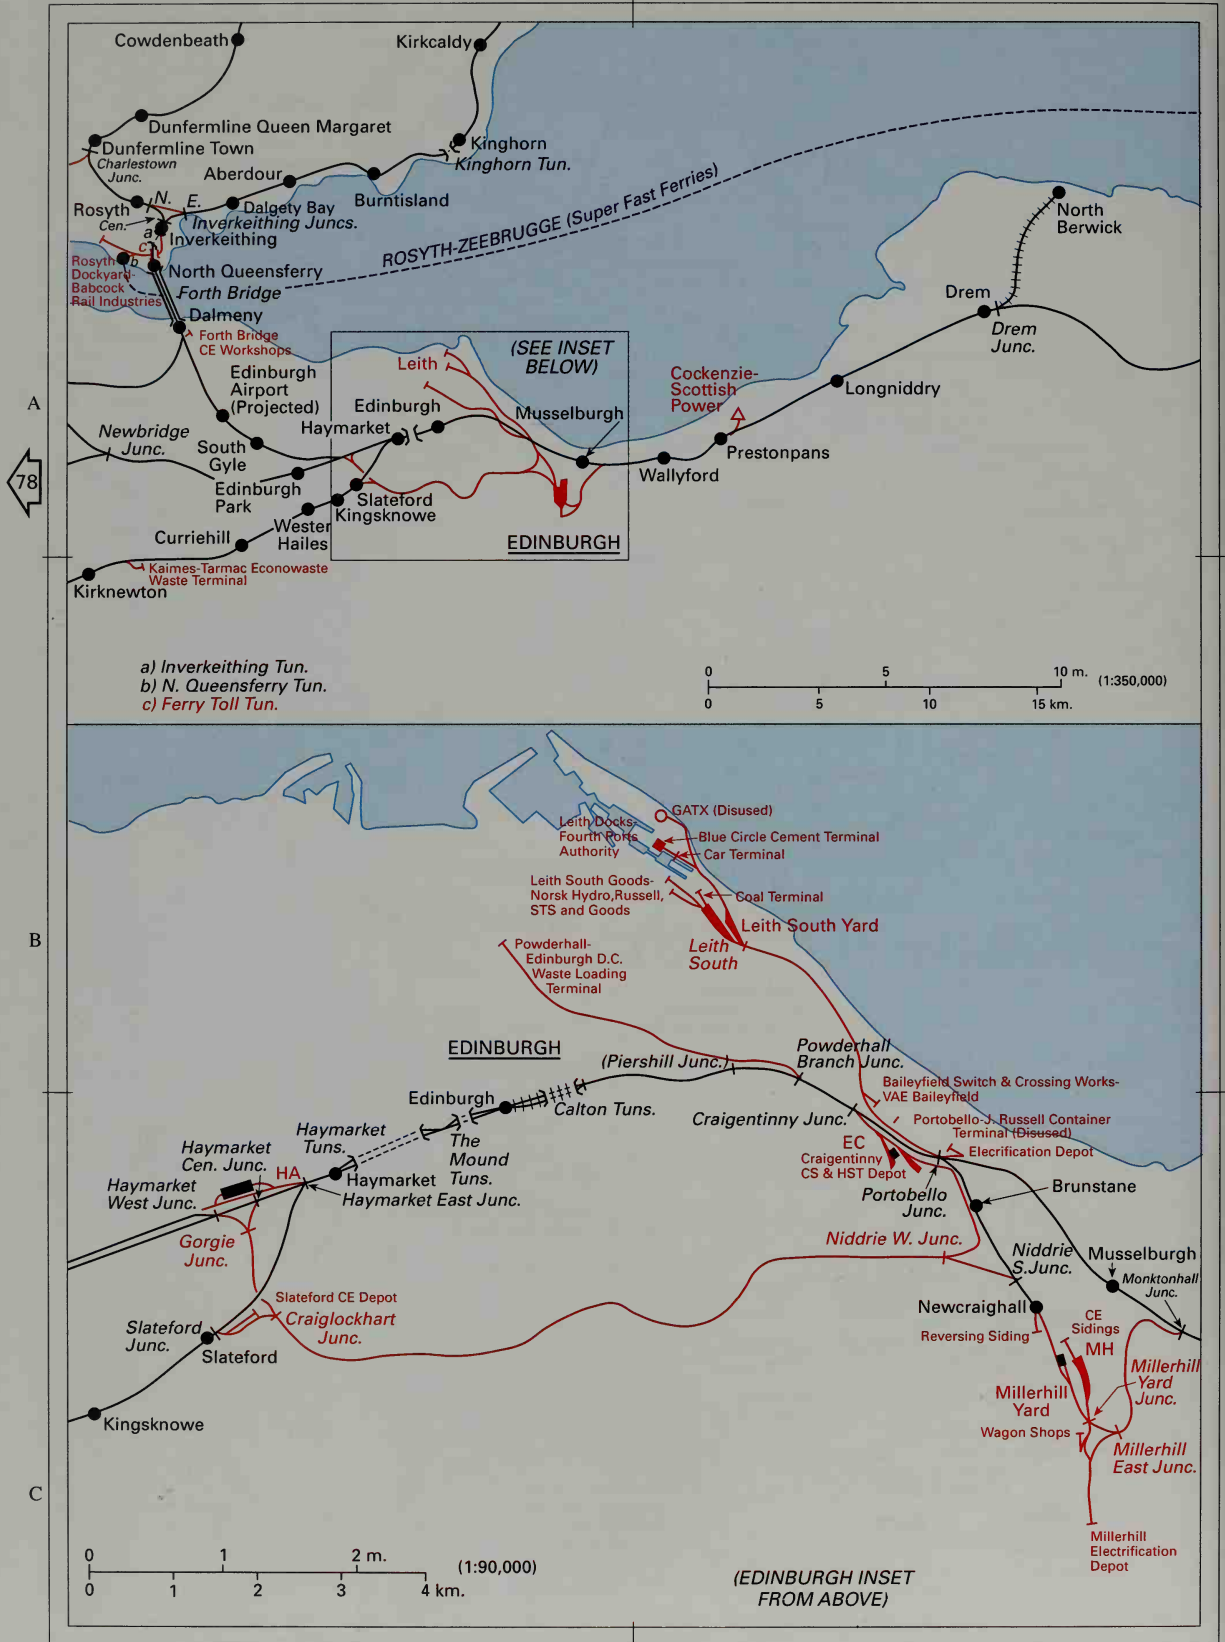 Cowdenbeath
Kirkcaldy
Dunfermline Queen Margaret
Dunfermline Town
Charlestown
Junc.
Kinghorn
Kinghorn Tun.
Aberdour
Burntisland
Rosyth
N.
E.
Dalgety Bay
Cen.
Inverkeithing Juncs.
a
Inverkeithing
c
b
Rosyth
Dockyard-
Babcock
Rail Industries
North Queensferry
Forth Bridge
Dalmeny
Forth Bridge
CE Workshops
ROSYTH-ZEEBRUGGE (Super Fast Ferries)
North
Berwick
Drem
Drem
Junc.
Longniddry
Cockenzie-
Scottish
Power
Prestonpans
Wallyford
Musselburgh
(SEE INSET
BELOW)
Leith
Edinburgh
Haymarket
Edinburgh
Airport
(Projected)
A
78
Newbridge
Junc.
South
Gyle
Edinburgh
Park
Slateford
Kingsknowe
Wester
Hailes
Curriehill
EDINBURGH
Kaimes-Tarmac Econowaste
Waste Terminal
Kirknewton
a) Inverkeithing Tun.
b) N. Queensferry Tun.
c) Ferry Toll Tun.
0 5 10 m.
(1:350,000)
0 5 10 15 km.
GATX (Disused)
Leith Docks-
Fourth Ports
Authority
Blue Circle Cement Terminal
Car Terminal
Leith South Goods-
Norsk Hydro, Russell,
STS and Goods
Coal Terminal
Leith South Yard
Leith
South
B
Powderhall-
Edinburgh D.C.
Waste Loading
Terminal
EDINBURGH
(Piershill Junc.)
Powderhall
Branch Junc.
Baileyfield Switch & Crossing Works-
VAE Baileyfield
Edinburgh
Calton Tuns.
Craigentinny Junc.
Portobello-J. Russell Container
Terminal (Disused)
Elecrification Depot
EC
Craigentinny
CS & HST Depot
Haymarket
Tuns.
The
Mound
Tuns.
Haymarket
Cen. Junc.
HA
Haymarket
West Junc.
Haymarket
Haymarket East Junc.
Portobello
Junc.
Brunstane
Gorgie
Junc.
Niddrie W. Junc.
Niddrie
S.Junc.
Musselburgh
Monktonhall
Junc.
Slateford CE Depot
Craiglockhart
Junc.
Slateford
Junc.
Slateford
Newcraighall
Reversing Siding
CE
Sidings
MH
Millerhill
Yard
Junc.
Millerhill
Yard
Wagon Shops
Millerhill
East Junc.
Kingsknowe
C
Millerhill
Electrification
Depot
0 1 2 m.
(1:90,000)
0 1 2 3 4 km.
(EDINBURGH INSET
FROM ABOVE)